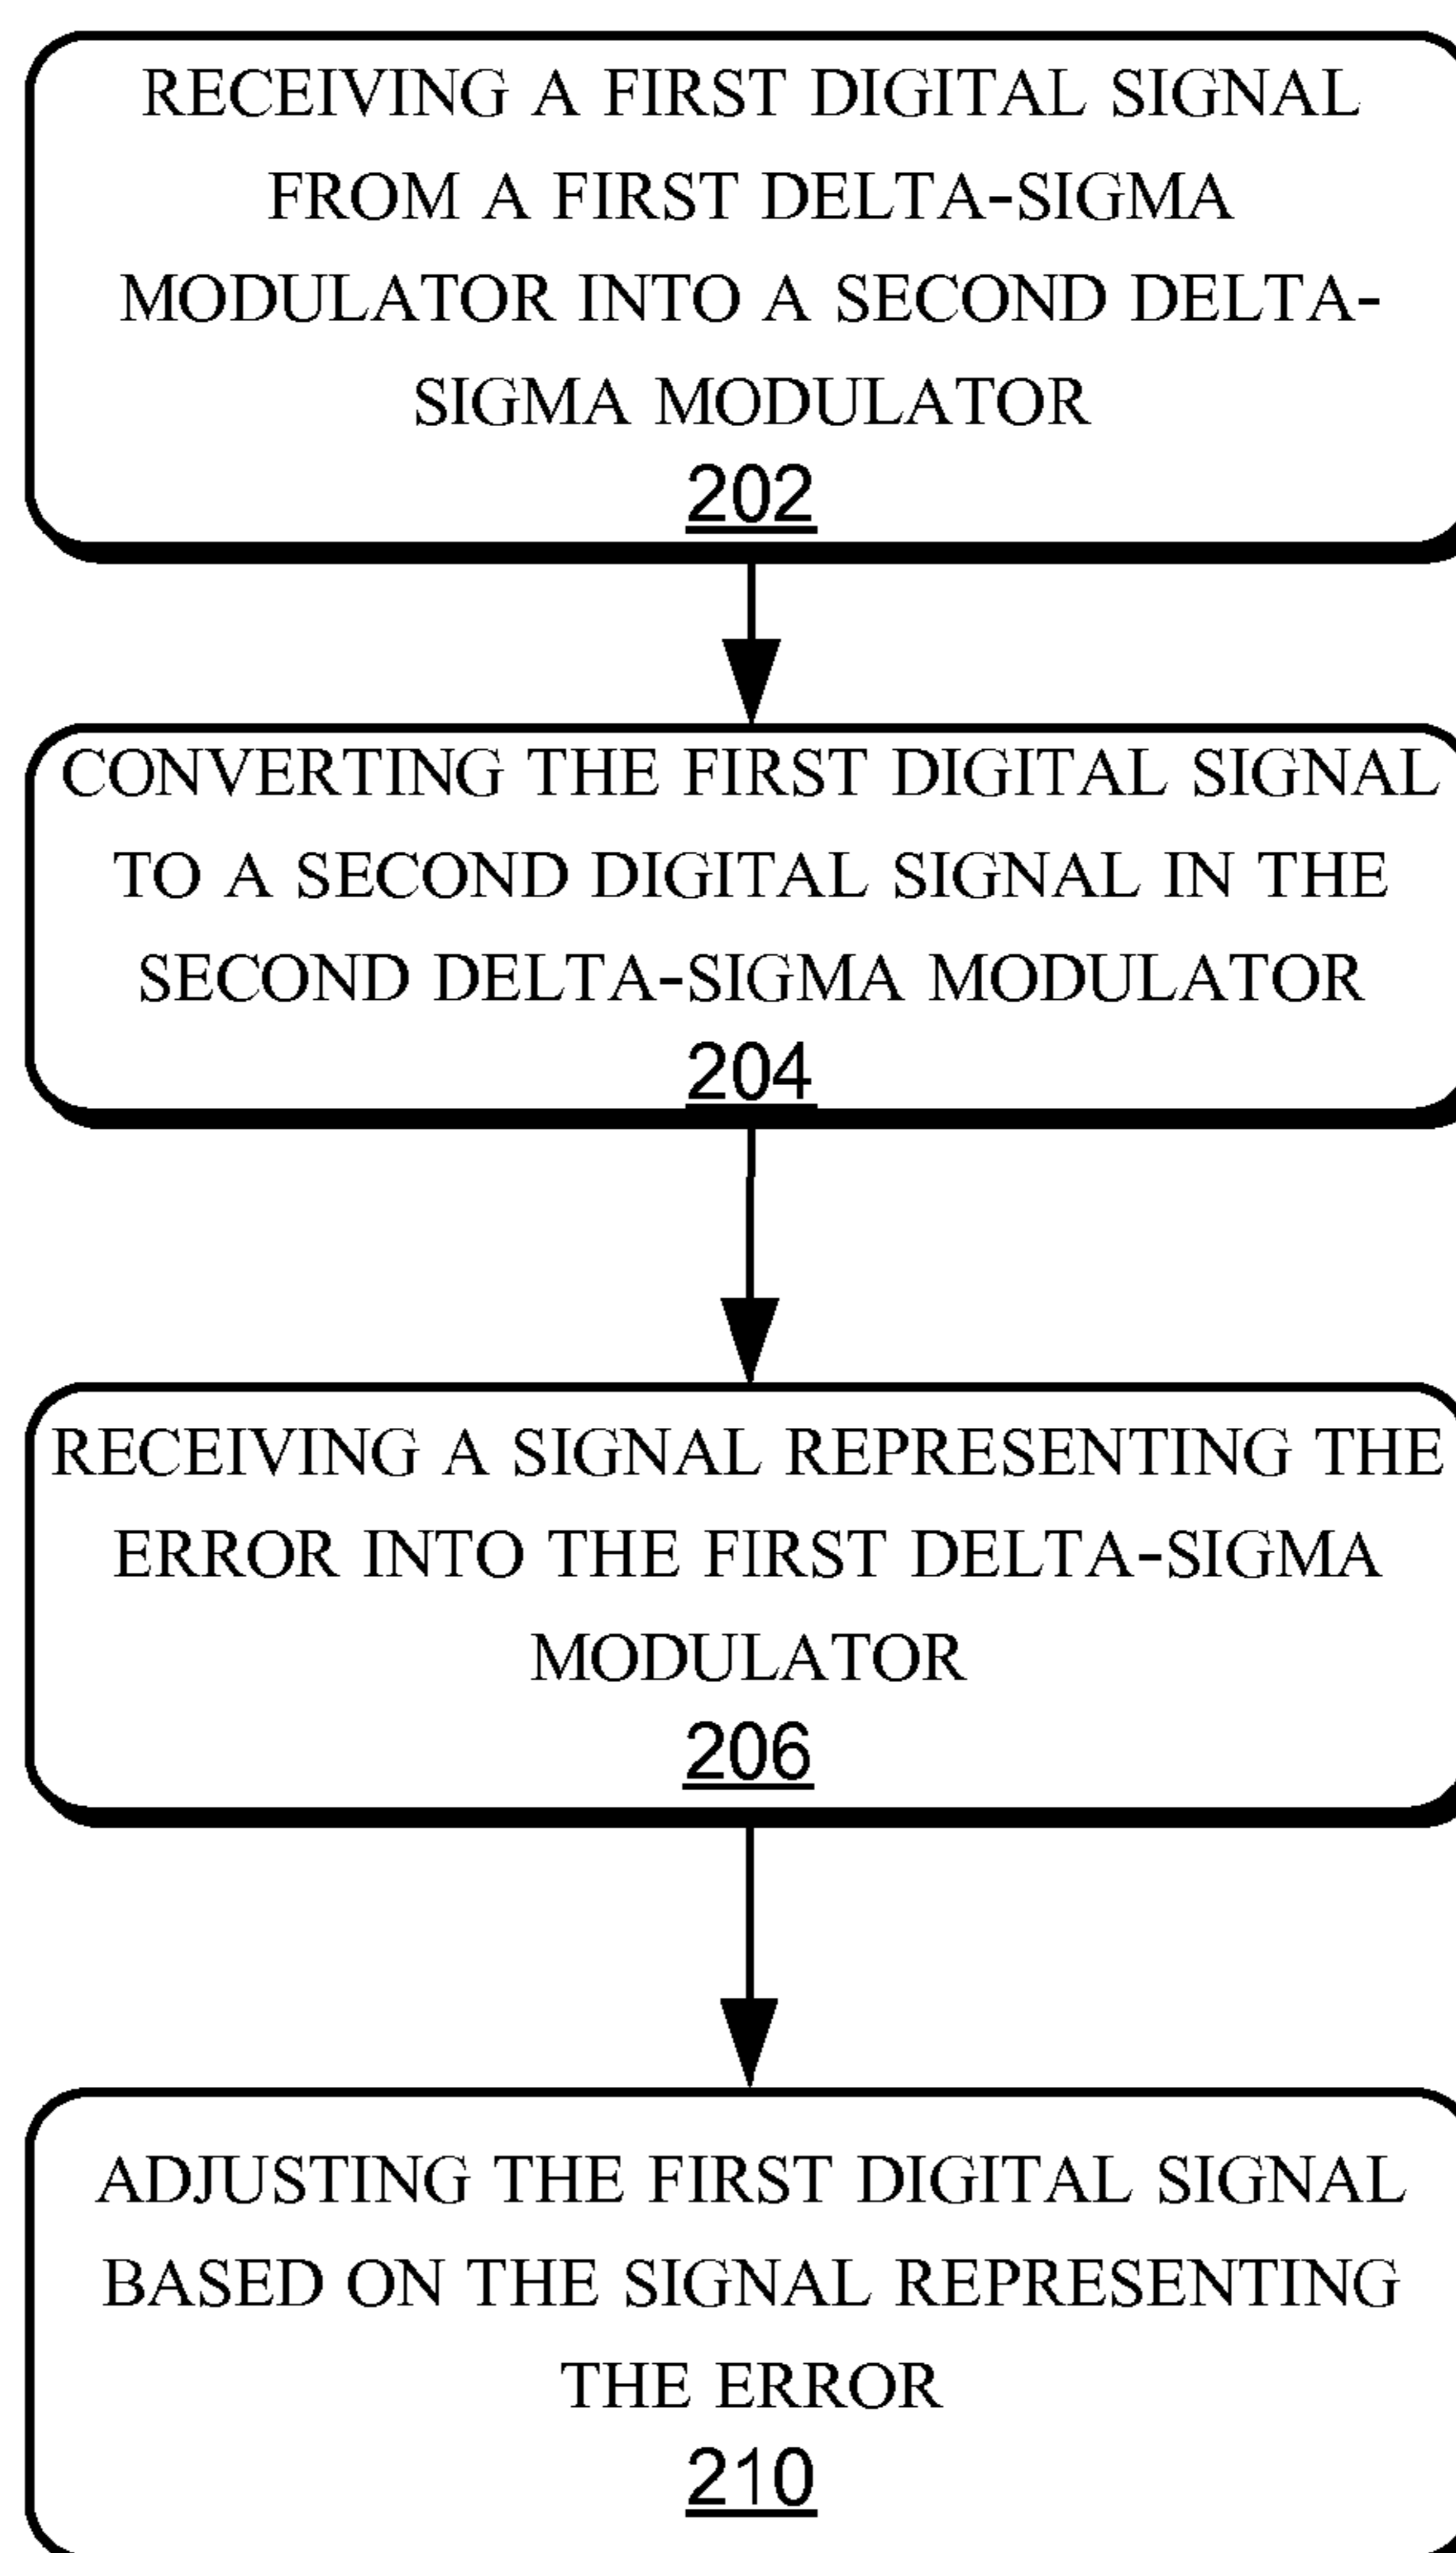 RECEIVING A FIRST DIGITAL SIGNAL
FROM A FIRST DELTA-SIGMA
MODULATOR INTO A SECOND DELTA-
SIGMA MODULATOR
202
CONVERTING THE FIRST DIGITAL SIGNAL
TO A SECOND DIGITAL SIGNAL IN THE
SECOND DELTA-SIGMA MODULATOR
204
RECEIVING A SIGNAL REPRESENTING THE
ERROR INTO THE FIRST DELTA-SIGMA
MODULATOR
206
ADJUSTING THE FIRST DIGITAL SIGNAL
BASED ON THE SIGNAL REPRESENTING
THE ERROR
210